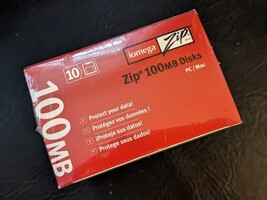 iomega Zip
10
Zip® 100MB Disks
PC / Mac
100MB
Protect your data!
Protégez vos données !
¡Proteja sus datos!
Protege seus dados!